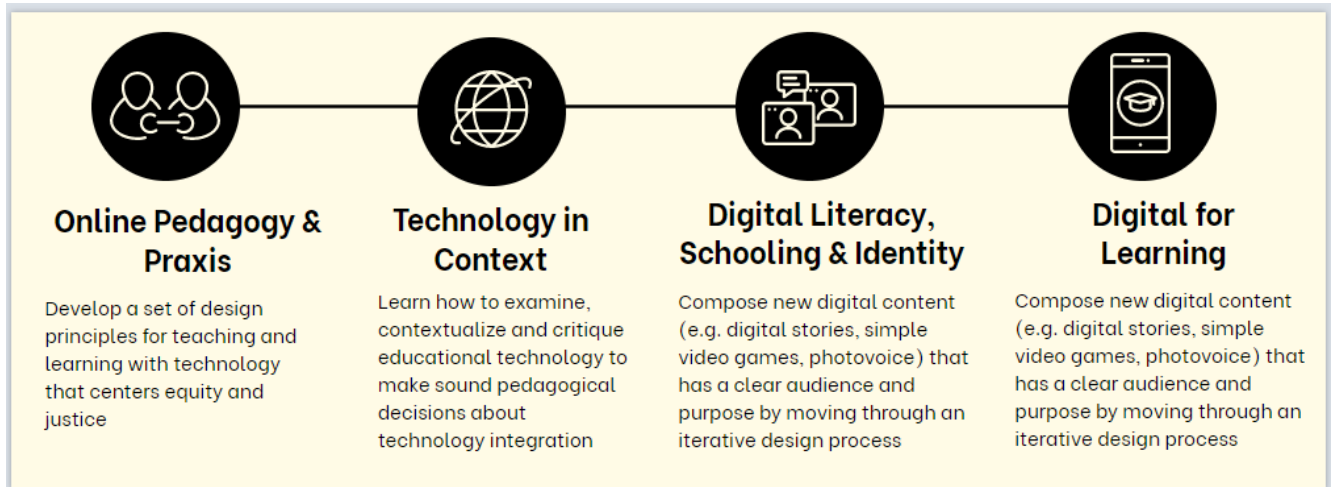 Online Pedagogy &
Praxis
Develop a set of design
principles for teaching and
learning with technology
that centers equity and
justice
Technology in
Context
Learn how to examine,
contextualize and critique
educational technology to
make sound pedagogical
decisions about
technology integration
Digital Literacy,
Schooling & Identity
Compose new digital content
(e.g. digital stories, simple
video games, photovoice) that
has a clear audience and
purpose by moving through an
iterative design process
Digital for
Learning
Compose new digital content
(e.g. digital stories, simple
video games, photovoice) that
has a clear audience and
purpose by moving through an
iterative design process